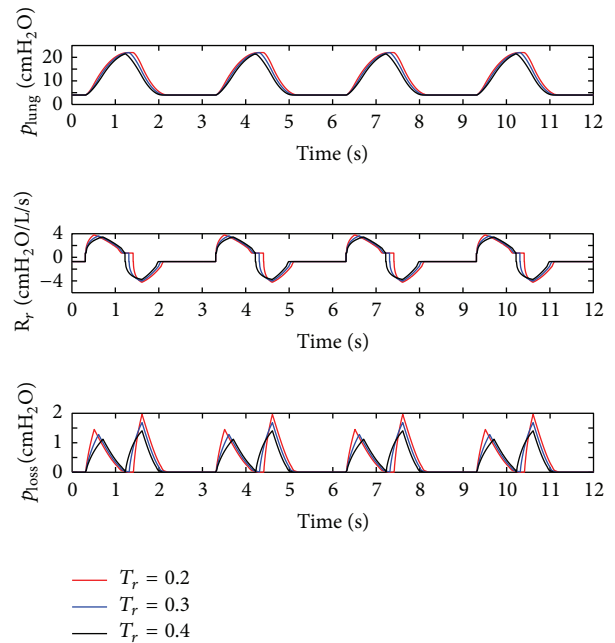 p_lung (cmH₂O)
20
10
0
0 1 2 3 4 5 6 7 8 9 10 11 12
Time (s)
R_r (cmH₂O/L/s)
4
0
−4
0 1 2 3 4 5 6 7 8 9 10 11 12
Time (s)
p_loss (cmH₂O)
2
1
0
0 1 2 3 4 5 6 7 8 9 10 11 12
Time (s)
T_r = 0.2
T_r = 0.3
T_r = 0.4